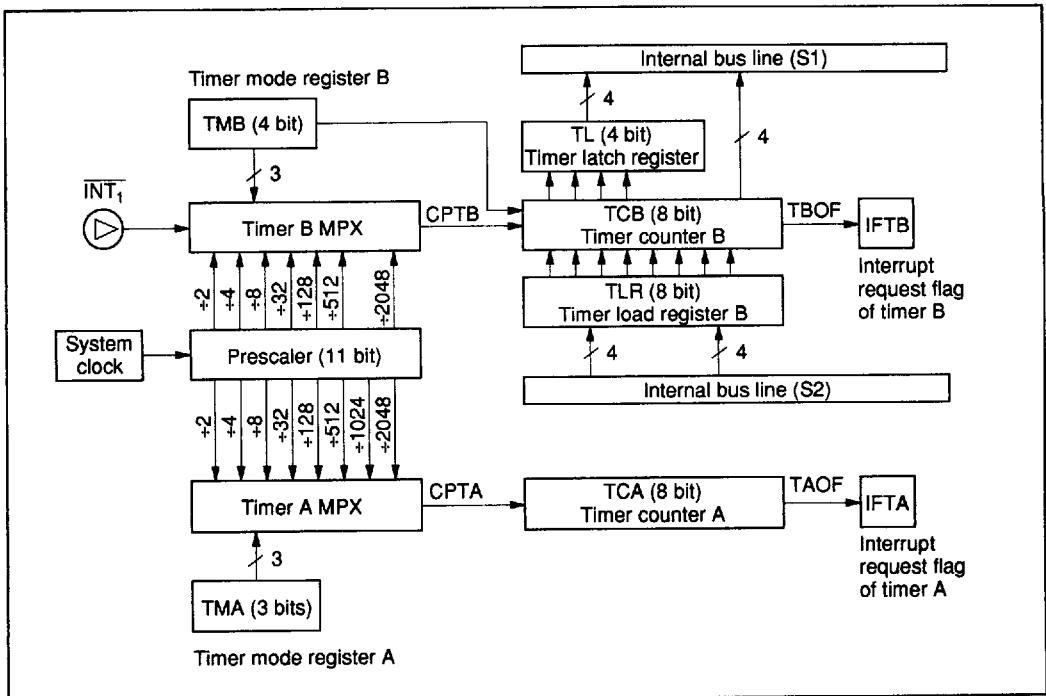 Internal bus line (S1)
Timer mode register B
4
TMB (4 bit)
TL (4 bit)
Timer latch register
4
3
INT1
Timer B MPX
CPTB
TCB (8 bit)
Timer counter B
TBOF
IFTB
÷2
÷4
÷8
÷32
÷128
÷512
÷2048
TLR (8 bit)
Timer load register B
Interrupt
request flag
of timer B
System
clock
Prescaler (11 bit)
4
4
Internal bus line (S2)
÷2
÷4
÷8
÷32
÷128
÷512
÷1024
÷2048
Timer A MPX
CPTA
TCA (8 bit)
Timer counter A
TAOF
IFTA
3
Interrupt
request flag
of timer A
TMA (3 bits)
Timer mode register A